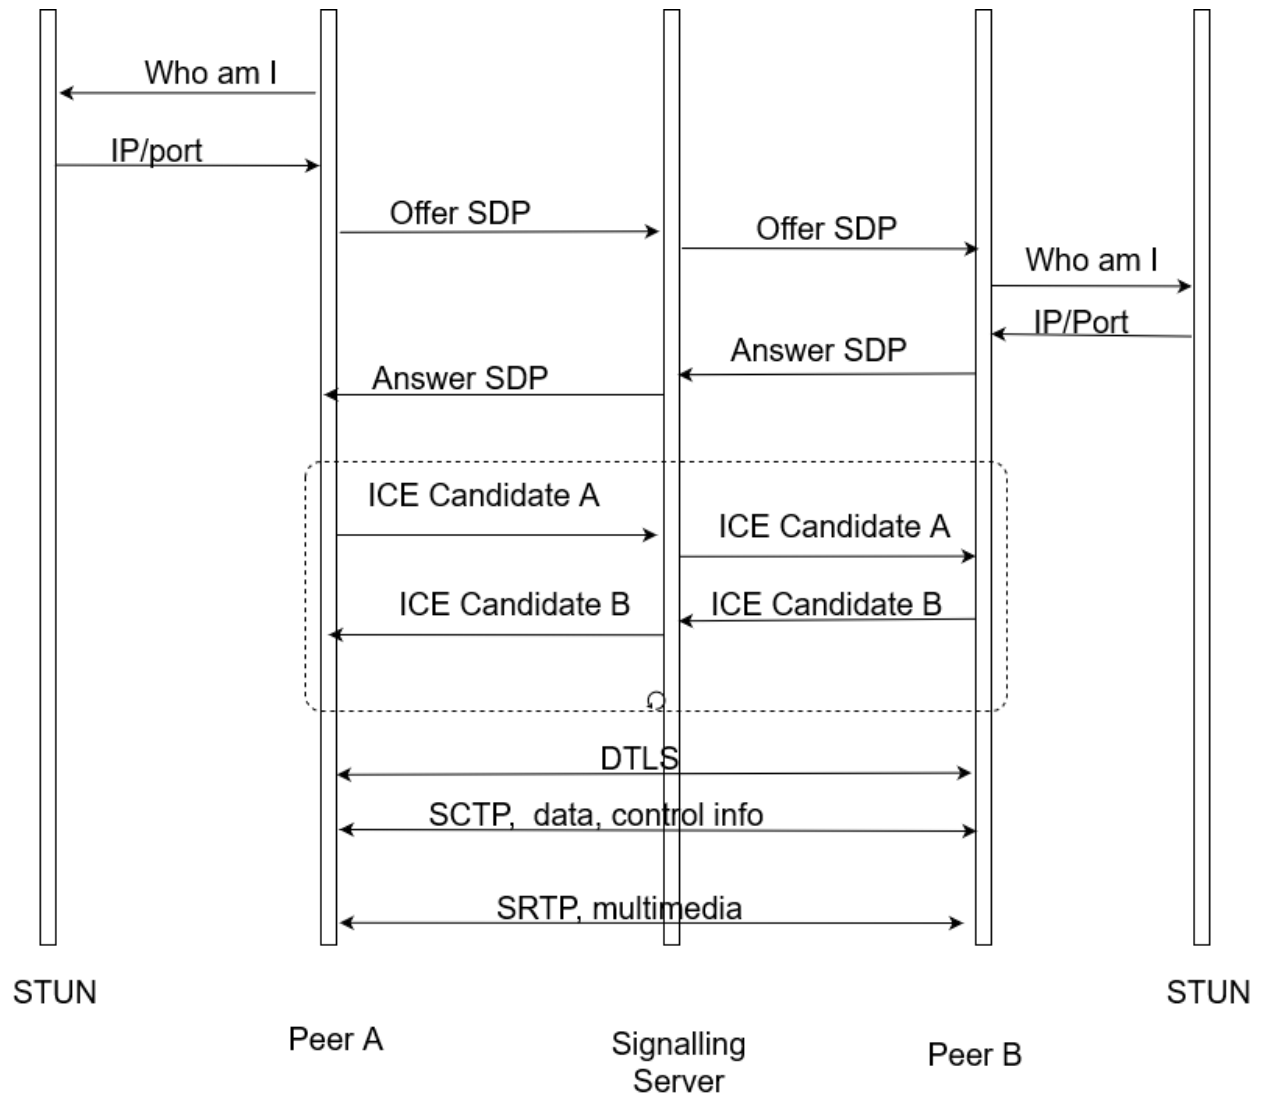 Who am I
IP/port
Offer SDP
Offer SDP
Who am I
IP/Port
Answer SDP
Answer SDP
ICE Candidate A
ICE Candidate A
ICE Candidate B
ICE Candidate B
DTLS
SCTP, data, control info
SRTP, multimedia
STUN
STUN
Peer A
Signalling
Server
Peer B